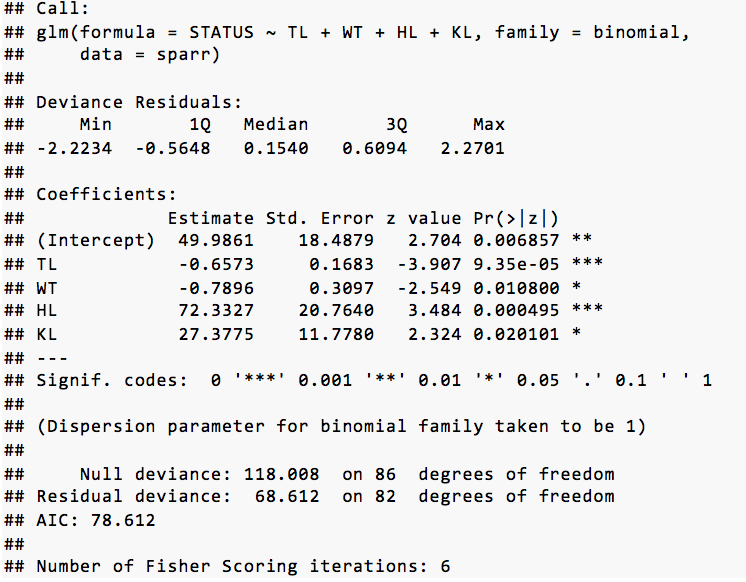 ## Call:
## glm(formula = STATUS ~ TL + WT + HL + KL, family = binomial,
##     data = sparr)
##
## Deviance Residuals:
##     Min       1Q   Median       3Q      Max
## -2.2234  -0.5648   0.1540   0.6094   2.2701
##
## Coefficients:
##             Estimate Std. Error z value Pr(>|z|)
## (Intercept)  49.9861    18.4879   2.704 0.006857 **
## TL           -0.6573     0.1683  -3.907 9.35e-05 ***
## WT           -0.7896     0.3097  -2.549 0.010800 *
## HL           72.3327    20.7640   3.484 0.000495 ***
## KL           27.3775    11.7780   2.324 0.020101 *
## ---
## Signif. codes:  0 '***' 0.001 '**' 0.01 '*' 0.05 '.' 0.1 ' ' 1
##
## (Dispersion parameter for binomial family taken to be 1)
##
##     Null deviance: 118.008  on 86  degrees of freedom
## Residual deviance:  68.612  on 82  degrees of freedom
## AIC: 78.612
##
## Number of Fisher Scoring iterations: 6